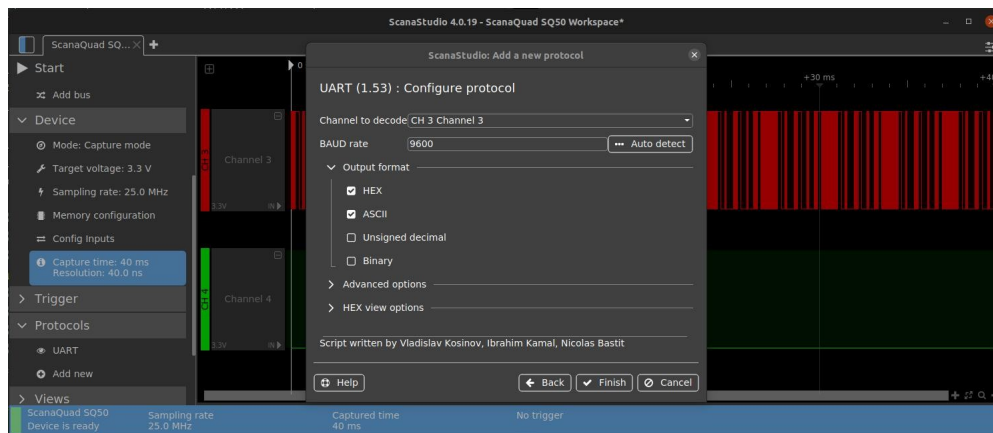 ScanaStudio 4.0.19 - ScanaQuad SQ50 Workspace*
ScanaQuad SQ...
Start
Add bus
Device
Mode: Capture mode
Target voltage: 3.3 V
Sampling rate: 25.0 MHz
Memory configuration
Config Inputs
Capture time: 40 ms
Resolution: 40.0 ns
Trigger
Protocols
UART
Add new
Views
0
+30 ms
CH 3
Channel 3
3.3V IN
CH 4
Channel 4
3.3V IN
ScanaStudio: Add a new protocol
UART (1.53) : Configure protocol
Channel to decode CH 3 Channel 3
BAUD rate 9600 Auto detect
Output format
HEX
ASCII
Unsigned decimal
Binary
Advanced options
HEX view options
Script written by Vladislav Kosinov, Ibrahim Kamal, Nicolas Bastit
Help Back Finish Cancel
ScanaQuad SQ50 Sampling rate Captured time No trigger
Device is ready 25.0 MHz 40 ms